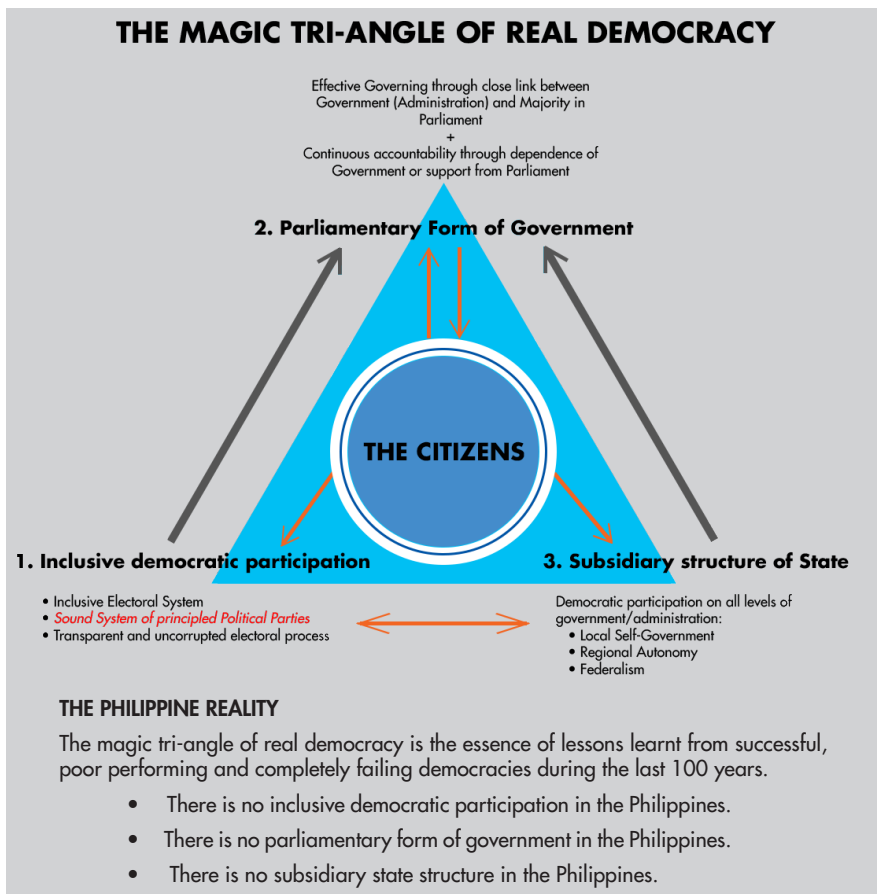 THE MAGIC TRI-ANGLE OF REAL DEMOCRACY
Effective Governing through close link between
Government (Administration) and Majority in
Parliament
+
Continuous accountability through dependence of
Government or support from Parliament
2. Parliamentary Form of Government
THE CITIZENS
1. Inclusive democratic participation
• Inclusive Electoral System
• Sound System of principled Political Parties
• Transparent and uncorrupted electoral process
3. Subsidiary structure of State
Democratic participation on all levels of
government/administration:
• Local Self-Government
• Regional Autonomy
• Federalism
THE PHILIPPINE REALITY
The magic tri-angle of real democracy is the essence of lessons learnt from successful,
poor performing and completely failing democracies during the last 100 years.
• There is no inclusive democratic participation in the Philippines.
• There is no parliamentary form of government in the Philippines.
• There is no subsidiary state structure in the Philippines.